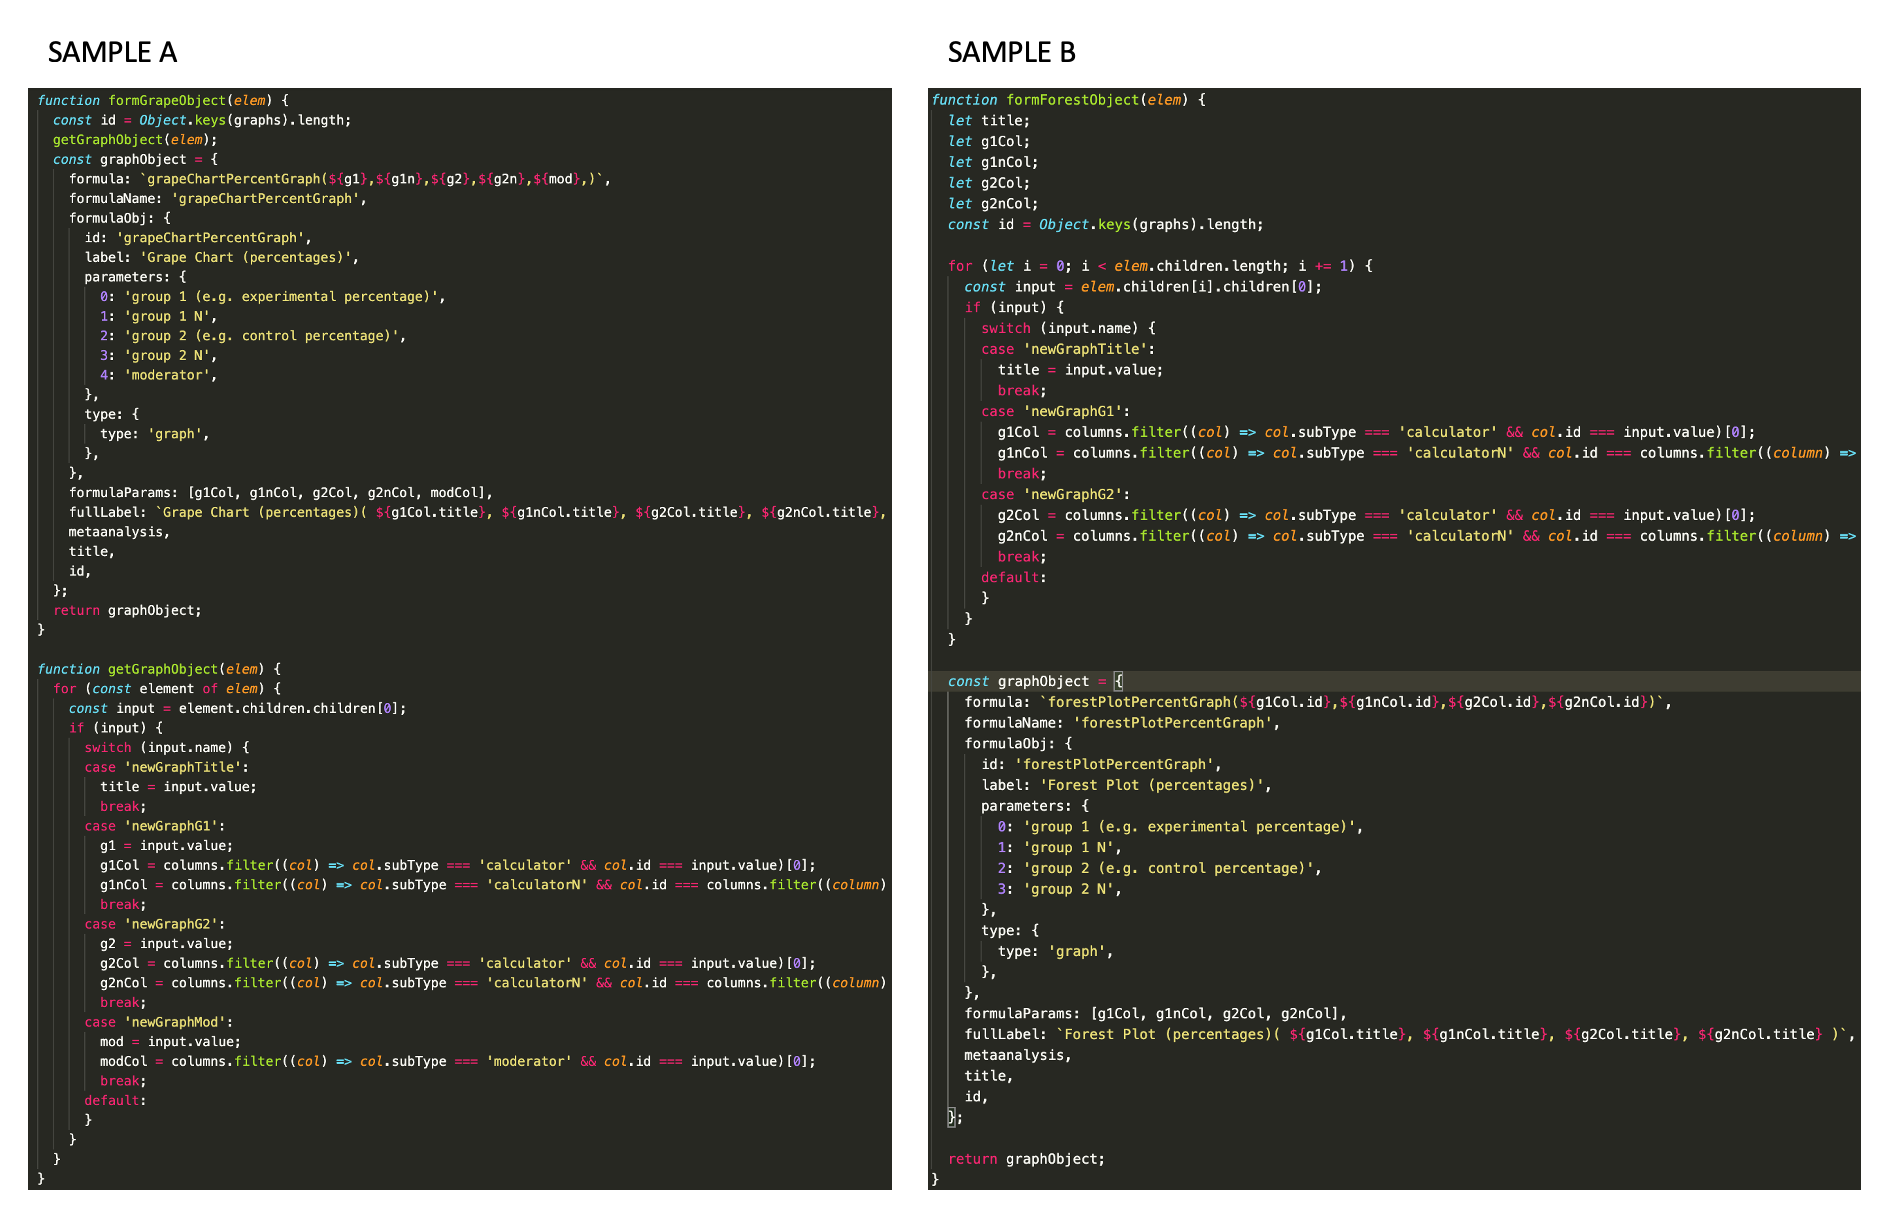 SAMPLE A
function formGrapeObject(elem) {
const id = Object.keys(graphs).length;
getGraphObject(elem);
const graphObject = {
formula: `grapeChartPercentGraph(${g1},${g1n},${g2},${g2n},${mod},)`,
formulaName: 'grapeChartPercentGraph',
formulaObj: {
id: 'grapeChartPercentGraph',
label: 'Grape Chart (percentages)',
parameters: {
0: 'group 1 (e.g. experimental percentage)',
1: 'group 1 N',
2: 'group 2 (e.g. control percentage)',
3: 'group 2 N',
4: 'moderator',
},
type: {
type: 'graph',
},
},
formulaParams: [g1Col, g1nCol, g2Col, g2nCol, modCol],
fullLabel: `Grape Chart (percentages)( ${g1Col.title}, ${g1nCol.title}, ${g2Col.title}, ${g2nCol.title},
metaanalysis,
title,
id,
};
return graphObject;
}
function getGraphObject(elem) {
for (const element of elem) {
const input = element.children.children[0];
if (input) {
switch (input.name) {
case 'newGraphTitle':
title = input.value;
break;
case 'newGraphG1':
g1 = input.value;
g1Col = columns.filter((col) => col.subType === 'calculator' && col.id === input.value)[0];
g1nCol = columns.filter((col) => col.subType === 'calculatorN' && col.id === columns.filter((column)
break;
case 'newGraphG2':
g2 = input.value;
g2Col = columns.filter((col) => col.subType === 'calculator' && col.id === input.value)[0];
g2nCol = columns.filter((col) => col.subType === 'calculatorN' && col.id === columns.filter((column)
break;
case 'newGraphMod':
mod = input.value;
modCol = columns.filter((col) => col.subType === 'moderator' && col.id === input.value)[0];
break;
default:
}
}
}
}
SAMPLE B
function formForestObject(elem) {
let title;
let g1Col;
let g1nCol;
let g2Col;
let g2nCol;
const id = Object.keys(graphs).length;
for (let i = 0; i < elem.children.length; i += 1) {
const input = elem.children[i].children[0];
if (input) {
switch (input.name) {
case 'newGraphTitle':
title = input.value;
break;
case 'newGraphG1':
g1Col = columns.filter((col) => col.subType === 'calculator' && col.id === input.value)[0];
g1nCol = columns.filter((col) => col.subType === 'calculatorN' && col.id === columns.filter((column) =>
break;
case 'newGraphG2':
g2Col = columns.filter((col) => col.subType === 'calculator' && col.id === input.value)[0];
g2nCol = columns.filter((col) => col.subType === 'calculatorN' && col.id === columns.filter((column) =>
break;
default:
}
}
}
const graphObject = {
formula: `forestPlotPercentGraph(${g1Col.id},${g1nCol.id},${g2Col.id},${g2nCol.id})`,
formulaName: 'forestPlotPercentGraph',
formulaObj: {
id: 'forestPlotPercentGraph',
label: 'Forest Plot (percentages)',
parameters: {
0: 'group 1 (e.g. experimental percentage)',
1: 'group 1 N',
2: 'group 2 (e.g. control percentage)',
3: 'group 2 N',
},
type: {
type: 'graph',
},
},
formulaParams: [g1Col, g1nCol, g2Col, g2nCol],
fullLabel: `Forest Plot (percentages)( ${g1Col.title}, ${g1nCol.title}, ${g2Col.title}, ${g2nCol.title} )`,
metaanalysis,
title,
id,
};
return graphObject;
}